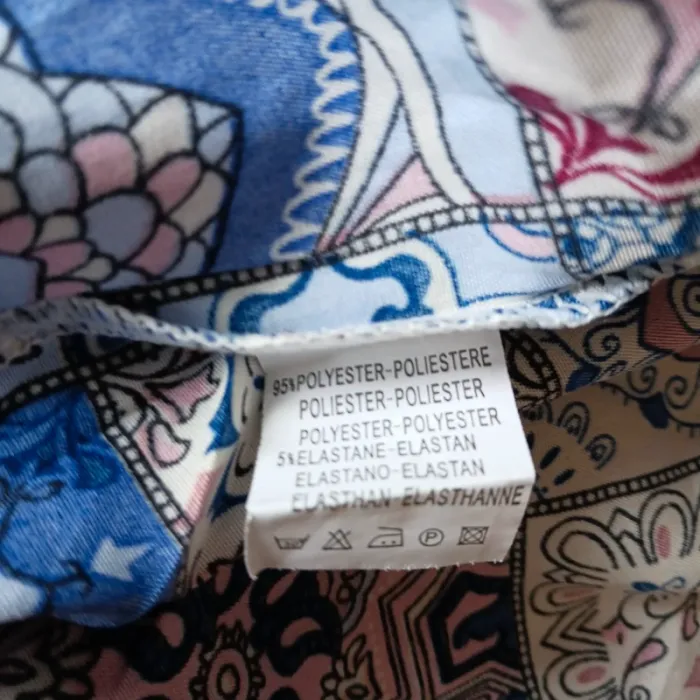 95%POLYESTER-POLIESTERE
POLIESTER-POLIESTER
POLYESTER-POLYESTER
5%ELASTANE-ELASTAN
ELASTANO-ELASTAN
ELASTHAN-ELASTHANNE
P